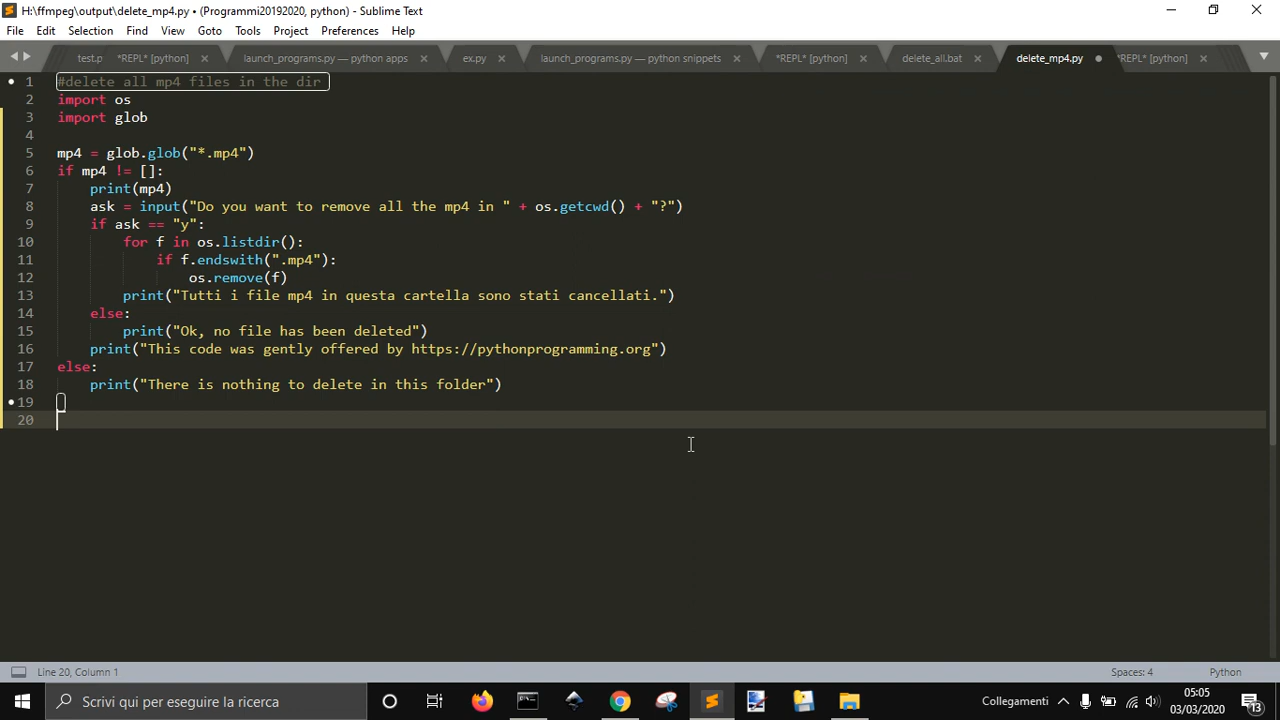 H:\ffmpeg\output\delete_mp4.py • (Programmi20192020, python) - Sublime Text
File Edit Selection Find View Goto Tools Project Preferences Help
test.p *REPL* [python] launch_programs.py — python apps ex.py launch_programs.py — python snippets *REPL* [python] delete_all.bat delete_mp4.py *REPL* [python]
1 #delete all mp4 files in the dir
2 import os
3 import glob
4
5 mp4 = glob.glob("*.mp4")
6 if mp4 != []:
7 print(mp4)
8 ask = input("Do you want to remove all the mp4 in " + os.getcwd() + "?")
9 if ask == "y":
10 for f in os.listdir():
11 if f.endswith(".mp4"):
12 os.remove(f)
13 print("Tutti i file mp4 in questa cartella sono stati cancellati.")
14 else:
15 print("Ok, no file has been deleted")
16 print("This code was gently offered by https://pythonprogramming.org")
17 else:
18 print("There is nothing to delete in this folder")
19
20
Line 20, Column 1 Spaces: 4 Python
Scrivi qui per eseguire la ricerca Collegamenti 05:05
03/03/2020 13